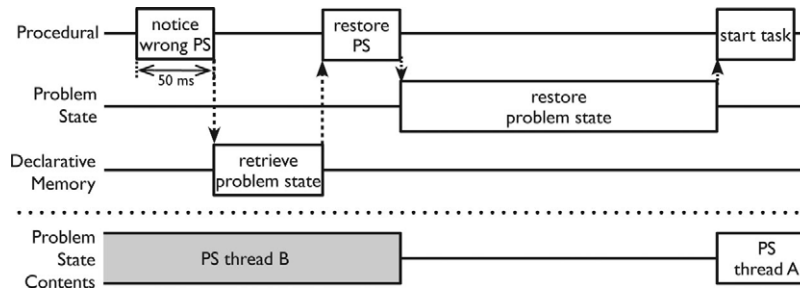 Procedural
notice
wrong PS
restore
PS
start task
50 ms
Problem
State
restore
problem state
Declarative
Memory
retrieve
problem state
Problem
State
Contents
PS thread B
PS
thread A